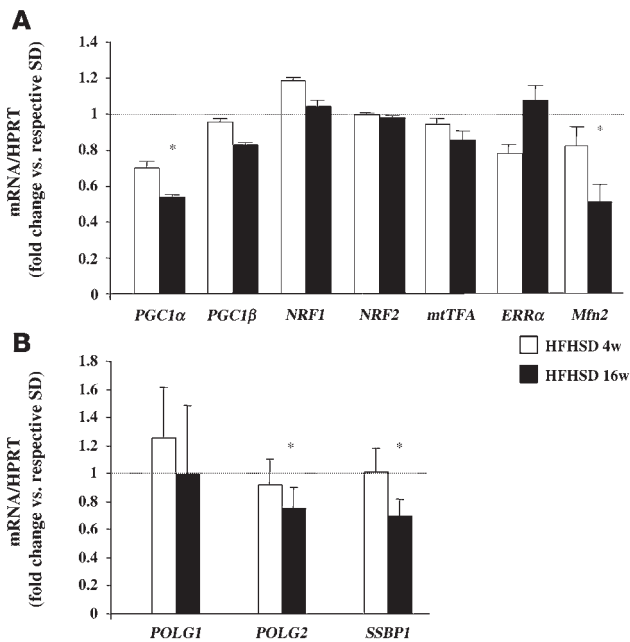 A
mRNA/HPRT
(fold change vs. respective SD)
1.4
1.2
1
0.8
0.6
0.4
0.2
0
*
*
PGC1α PGC1β NRF1 NRF2 mtTFA ERRα Mfn2
HFHSD 4w
HFHSD 16w
B
mRNA/HPRT
(fold change vs. respective SD)
1.8
1.6
1.4
1.2
1
0.8
0.6
0.4
0.2
0
* *
POLG1 POLG2 SSBP1